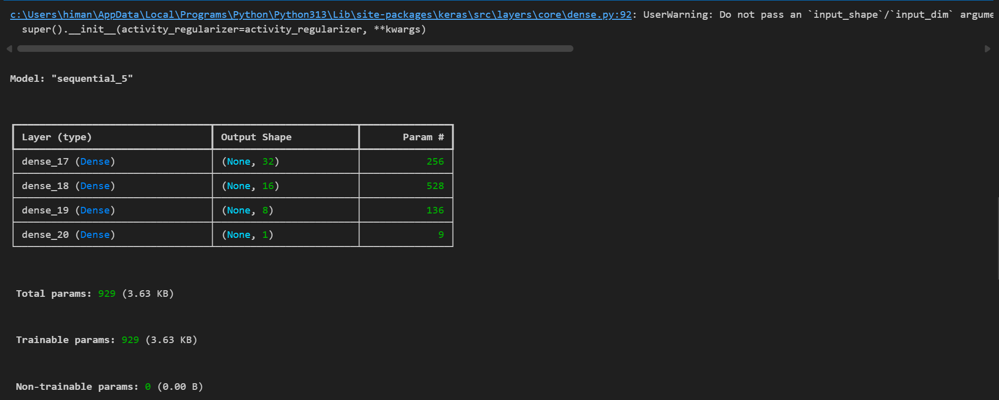 c:\Users\himan\AppData\Local\Programs\Python\Python313\Lib\site-packages\keras\src\layers\core\dense.py:92: UserWarning: Do not pass an `input_shape`/`input_dim` argume
super().__init__(activity_regularizer=activity_regularizer, **kwargs)
Model: "sequential_5"
Layer (type) Output Shape Param #
dense_17 (Dense) (None, 32) 256
dense_18 (Dense) (None, 16) 528
dense_19 (Dense) (None, 8) 136
dense_20 (Dense) (None, 1) 9
Total params: 929 (3.63 KB)
Trainable params: 929 (3.63 KB)
Non-trainable params: 0 (0.00 B)